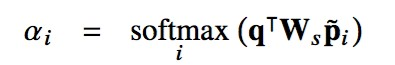 αᵢ = softmax (q⊤Wₛp̃ᵢ)
i